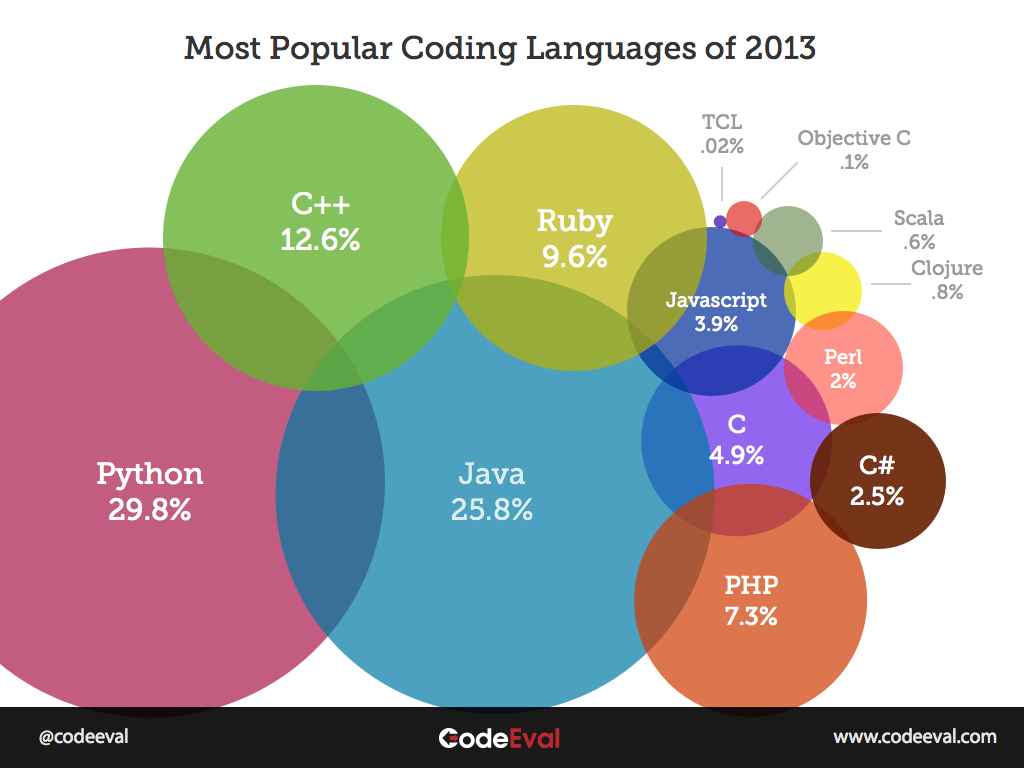 Most Popular Coding Languages of 2013
TCL
.02%
Objective C
.1%
C++
12.6%
Ruby
9.6%
Scala
.6%
Clojure
.8%
Javascript
3.9%
Perl
2%
C
4.9%
C#
2.5%
Python
29.8%
Java
25.8%
PHP
7.3%
@codeeval
CodeEval
www.codeeval.com